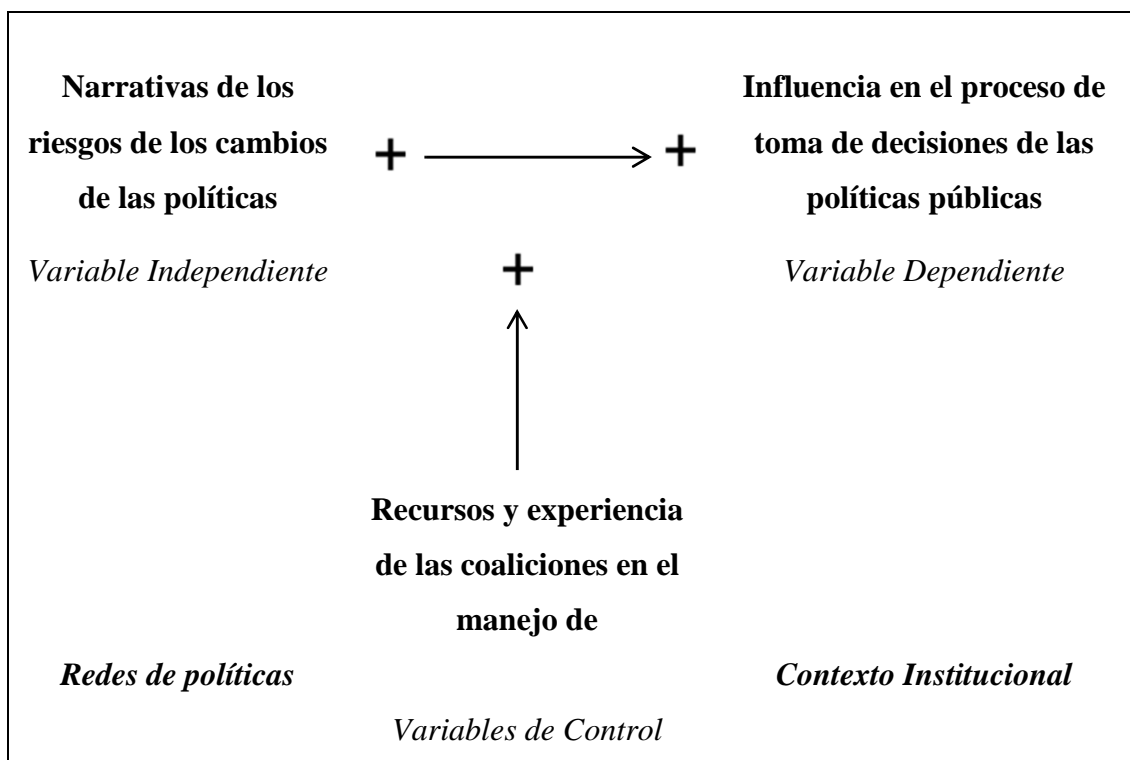 Narrativas de los
riesgos de los cambios
de las políticas
Variable Independiente
+
+
Influencia en el proceso de
toma de decisiones de las
políticas públicas
Variable Dependiente
+
Recursos y experiencia
de las coaliciones en el
manejo de
Redes de políticas
Contexto Institucional
Variables de Control